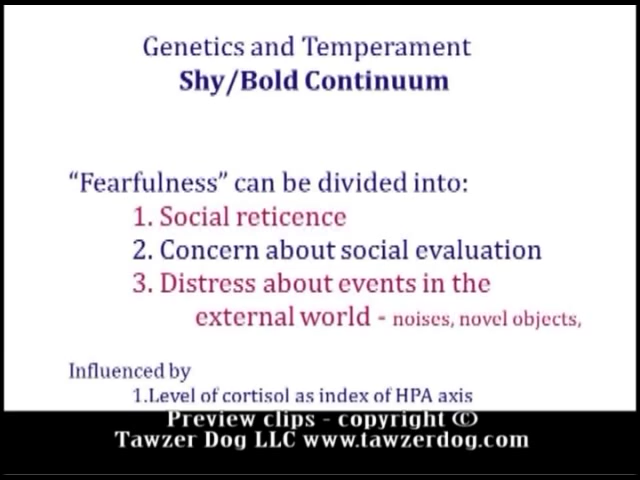 Genetics and Temperament
Shy/Bold Continuum
“Fearfulness” can be divided into:
1. Social reticence
2. Concern about social evaluation
3. Distress about events in the
external world - noises, novel objects,
Influenced by
1.Level of cortisol as index of HPA axis
Preview clips - copyright ©
Tawzer Dog LLC www.tawzerdog.com